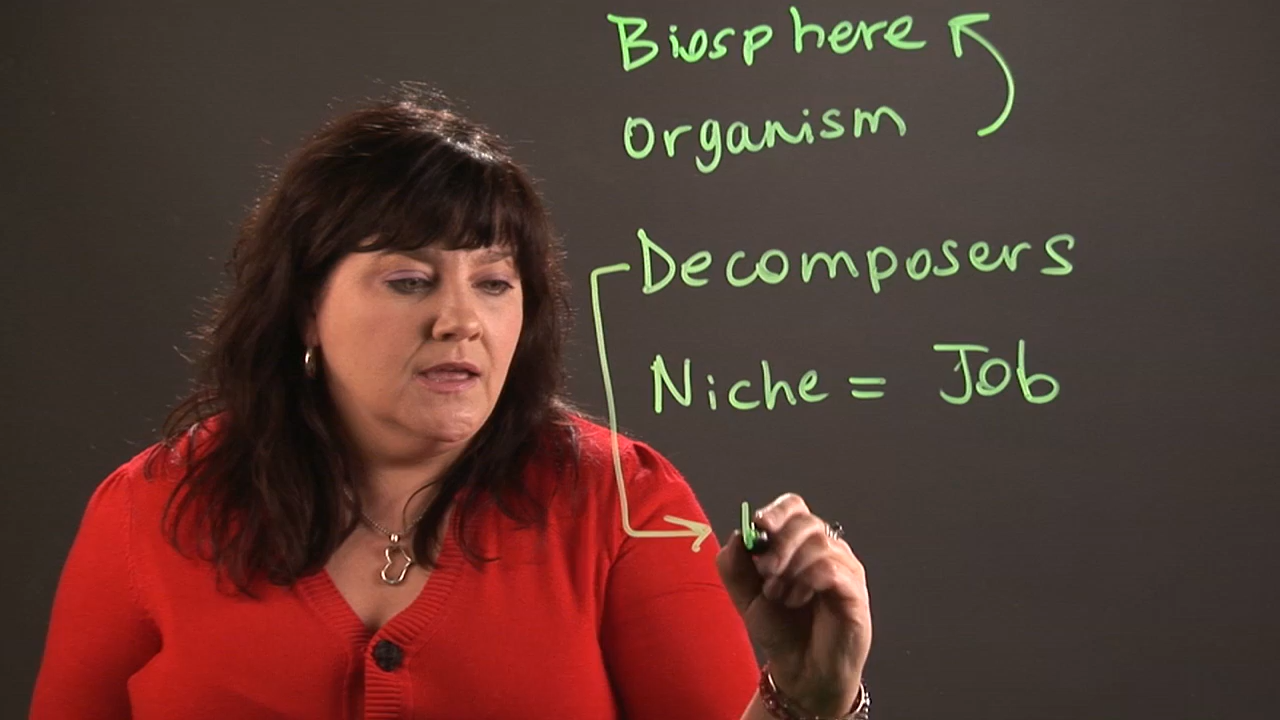 Biosphere
organism
Decomposers
Niche = Job